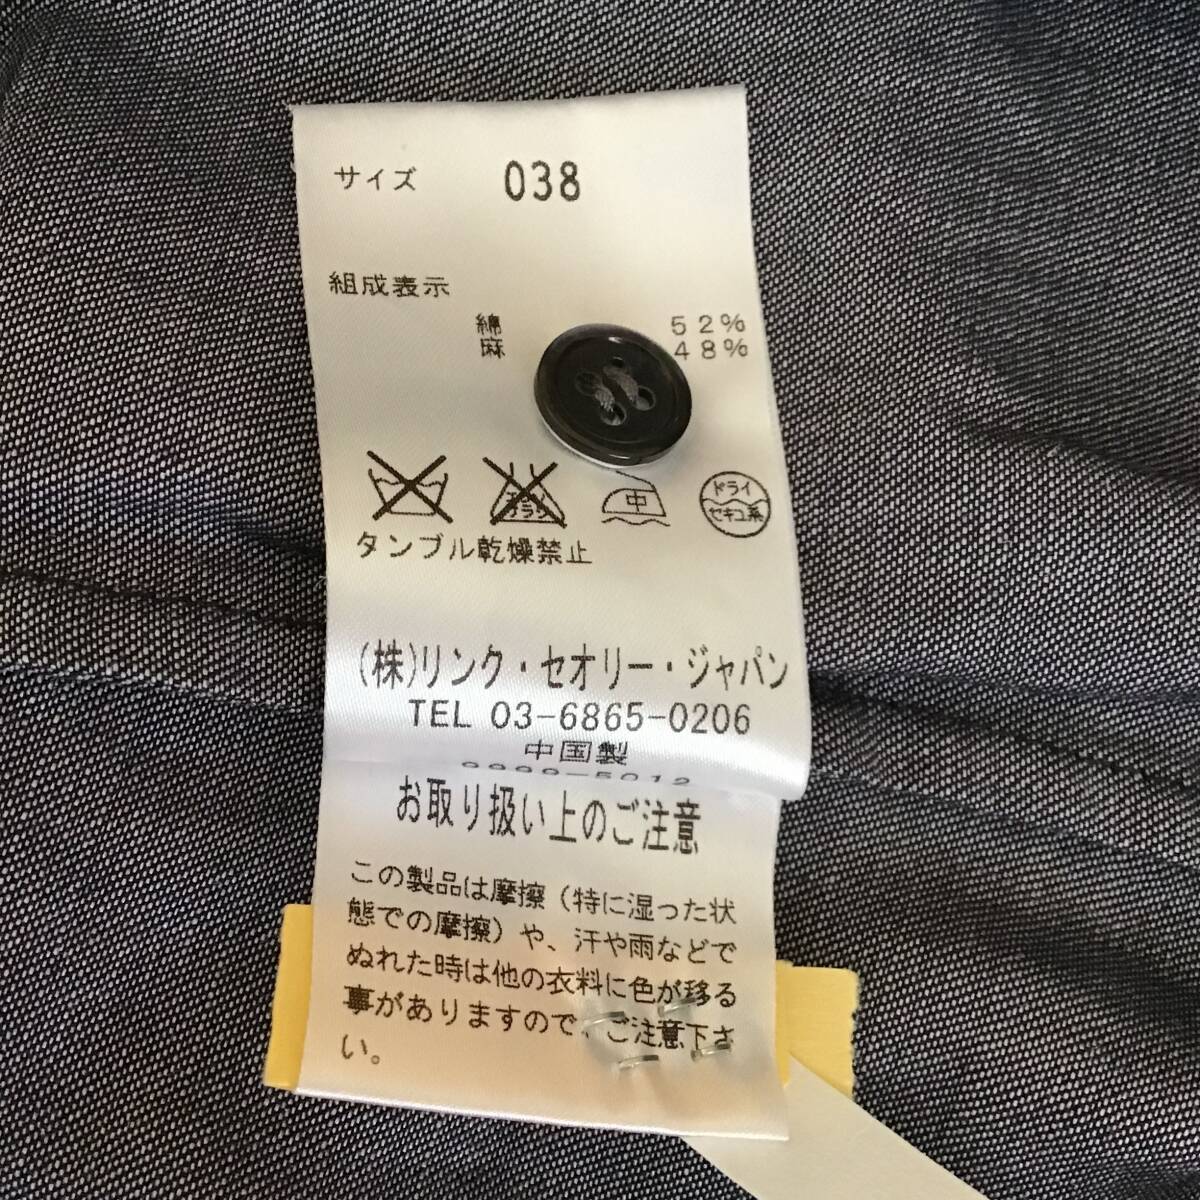 サイズ 038
組成表示
綿 52%
麻 48%
中 ドライ
セキユ系
タンブル乾燥禁止
(株)リンク・セオリー・ジャパン
TEL 03-6865-0206
中国製
9999-5012
お取り扱い上のご注意
この製品は摩擦（特に湿った状
態での摩擦）や、汗や雨などで
ぬれた時は他の衣料に色が移る
事がありますので、ご注意下さ
い。